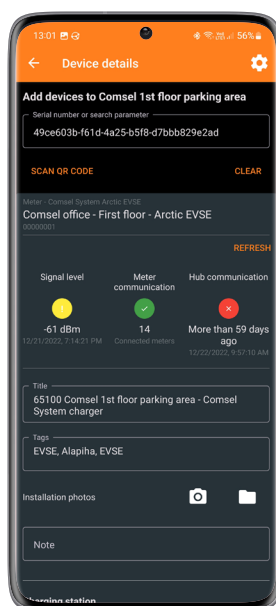 13:01 56%
Device details
Add devices to Comsel 1st floor parking area
Serial number or search parameter
49ce603b-f61d-4a25-b5f8-d7bbb829e2ad
SCAN QR CODE CLEAR
Meter - Comsel System Arctic EVSE
Comsel office - First floor - Arctic EVSE
00000001
REFRESH
Signal level Meter communication Hub communication
-61 dBm 14 More than 59 days ago
12/21/2022, 7:14:21 PM Connected meters 12/22/2022, 9:57:10 AM
Title
65100 Comsel 1st floor parking area - Comsel
System charger
Tags
EVSE, Alapiha, EVSE
Installation photos
Note
Charging station